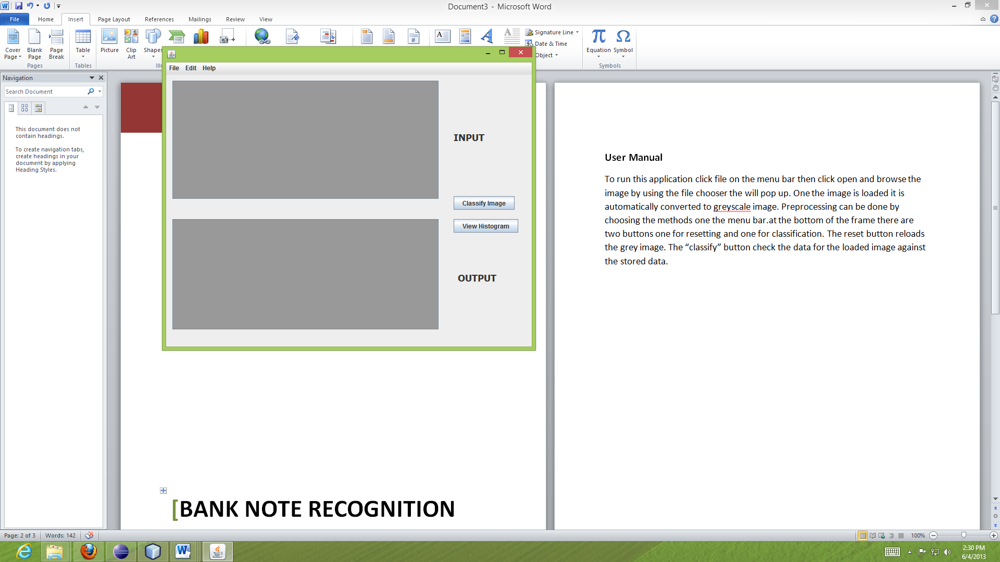 Document3 - Microsoft Word
File Home Insert Page Layout References Mailings Review View
Cover Page
Blank Page
Page Break
Pages
Table
Tables
Picture
Clip Art
Shapes
Signature Line
Date & Time
Object
Equation
Symbol
Symbols
Navigation
Search Document
This document does not
contain headings.
To create navigation tabs,
create headings in your
document by applying
Heading Styles.
File Edit Help
INPUT
Classify Image
View Histogram
OUTPUT
[BANK NOTE RECOGNITION
User Manual
To run this application click file on the menu bar then click open and browse the
image by using the file chooser the will pop up. One the image is loaded it is
automatically converted to greyscale image. Preprocessing can be done by
choosing the methods one the menu bar.at the bottom of the frame there are
two buttons one for resetting and one for classification. The reset button reloads
the grey image. The “classify” button check the data for the loaded image against
the stored data.
Page: 2 of 3 Words: 142
100%
2:30 PM
6/4/2013